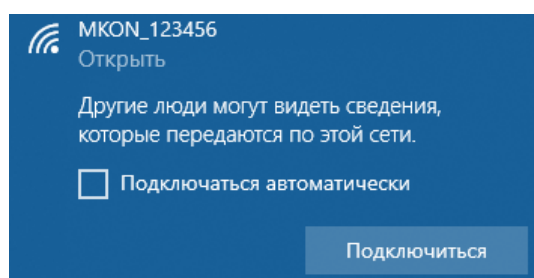 MKON_123456
Открыть
Другие люди могут видеть сведения,
которые передаются по этой сети.
Подключаться автоматически
Подключиться